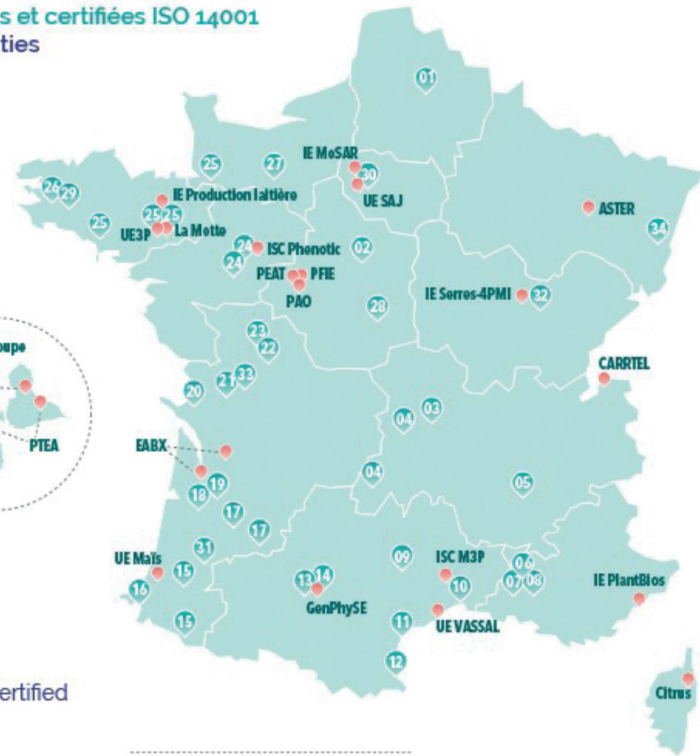 s et certifiées ISO 14001
ties
01
IE MoSAR
25
27
30
26
29
IE Production laitière
UE SAJ
ASTER
25
25
25
La Motte
34
UE3P
24
ISC Phenotic
02
24
PEAT
PFIE
IE Serres-4PMI
32
PAO
28
23
oupe
22
CARRTEL
21
33
20
03
04
PTEA
EABX
04
05
19
18
17
17
31
09
ISC M3P
UE Maïs
15
06
13
14
07
08
IE PlantBios
16
10
GenPhySE
15
11
UE VASSAL
12
ertified
Citrus